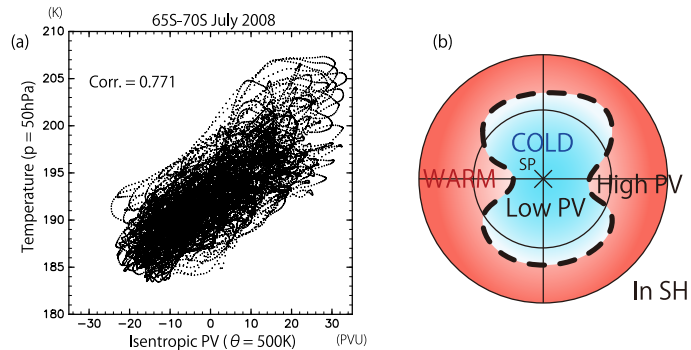 65S-70S July 2008
(K)
(a)
Corr. = 0.771
210
205
200
195
190
185
180
Temperature (p = 50hPa)
−30 −20 −10 0 10 20 30
Isentropic PV ( θ = 500K) (PVU)
(b)
COLD
SP
WARM
High PV
Low PV
In SH